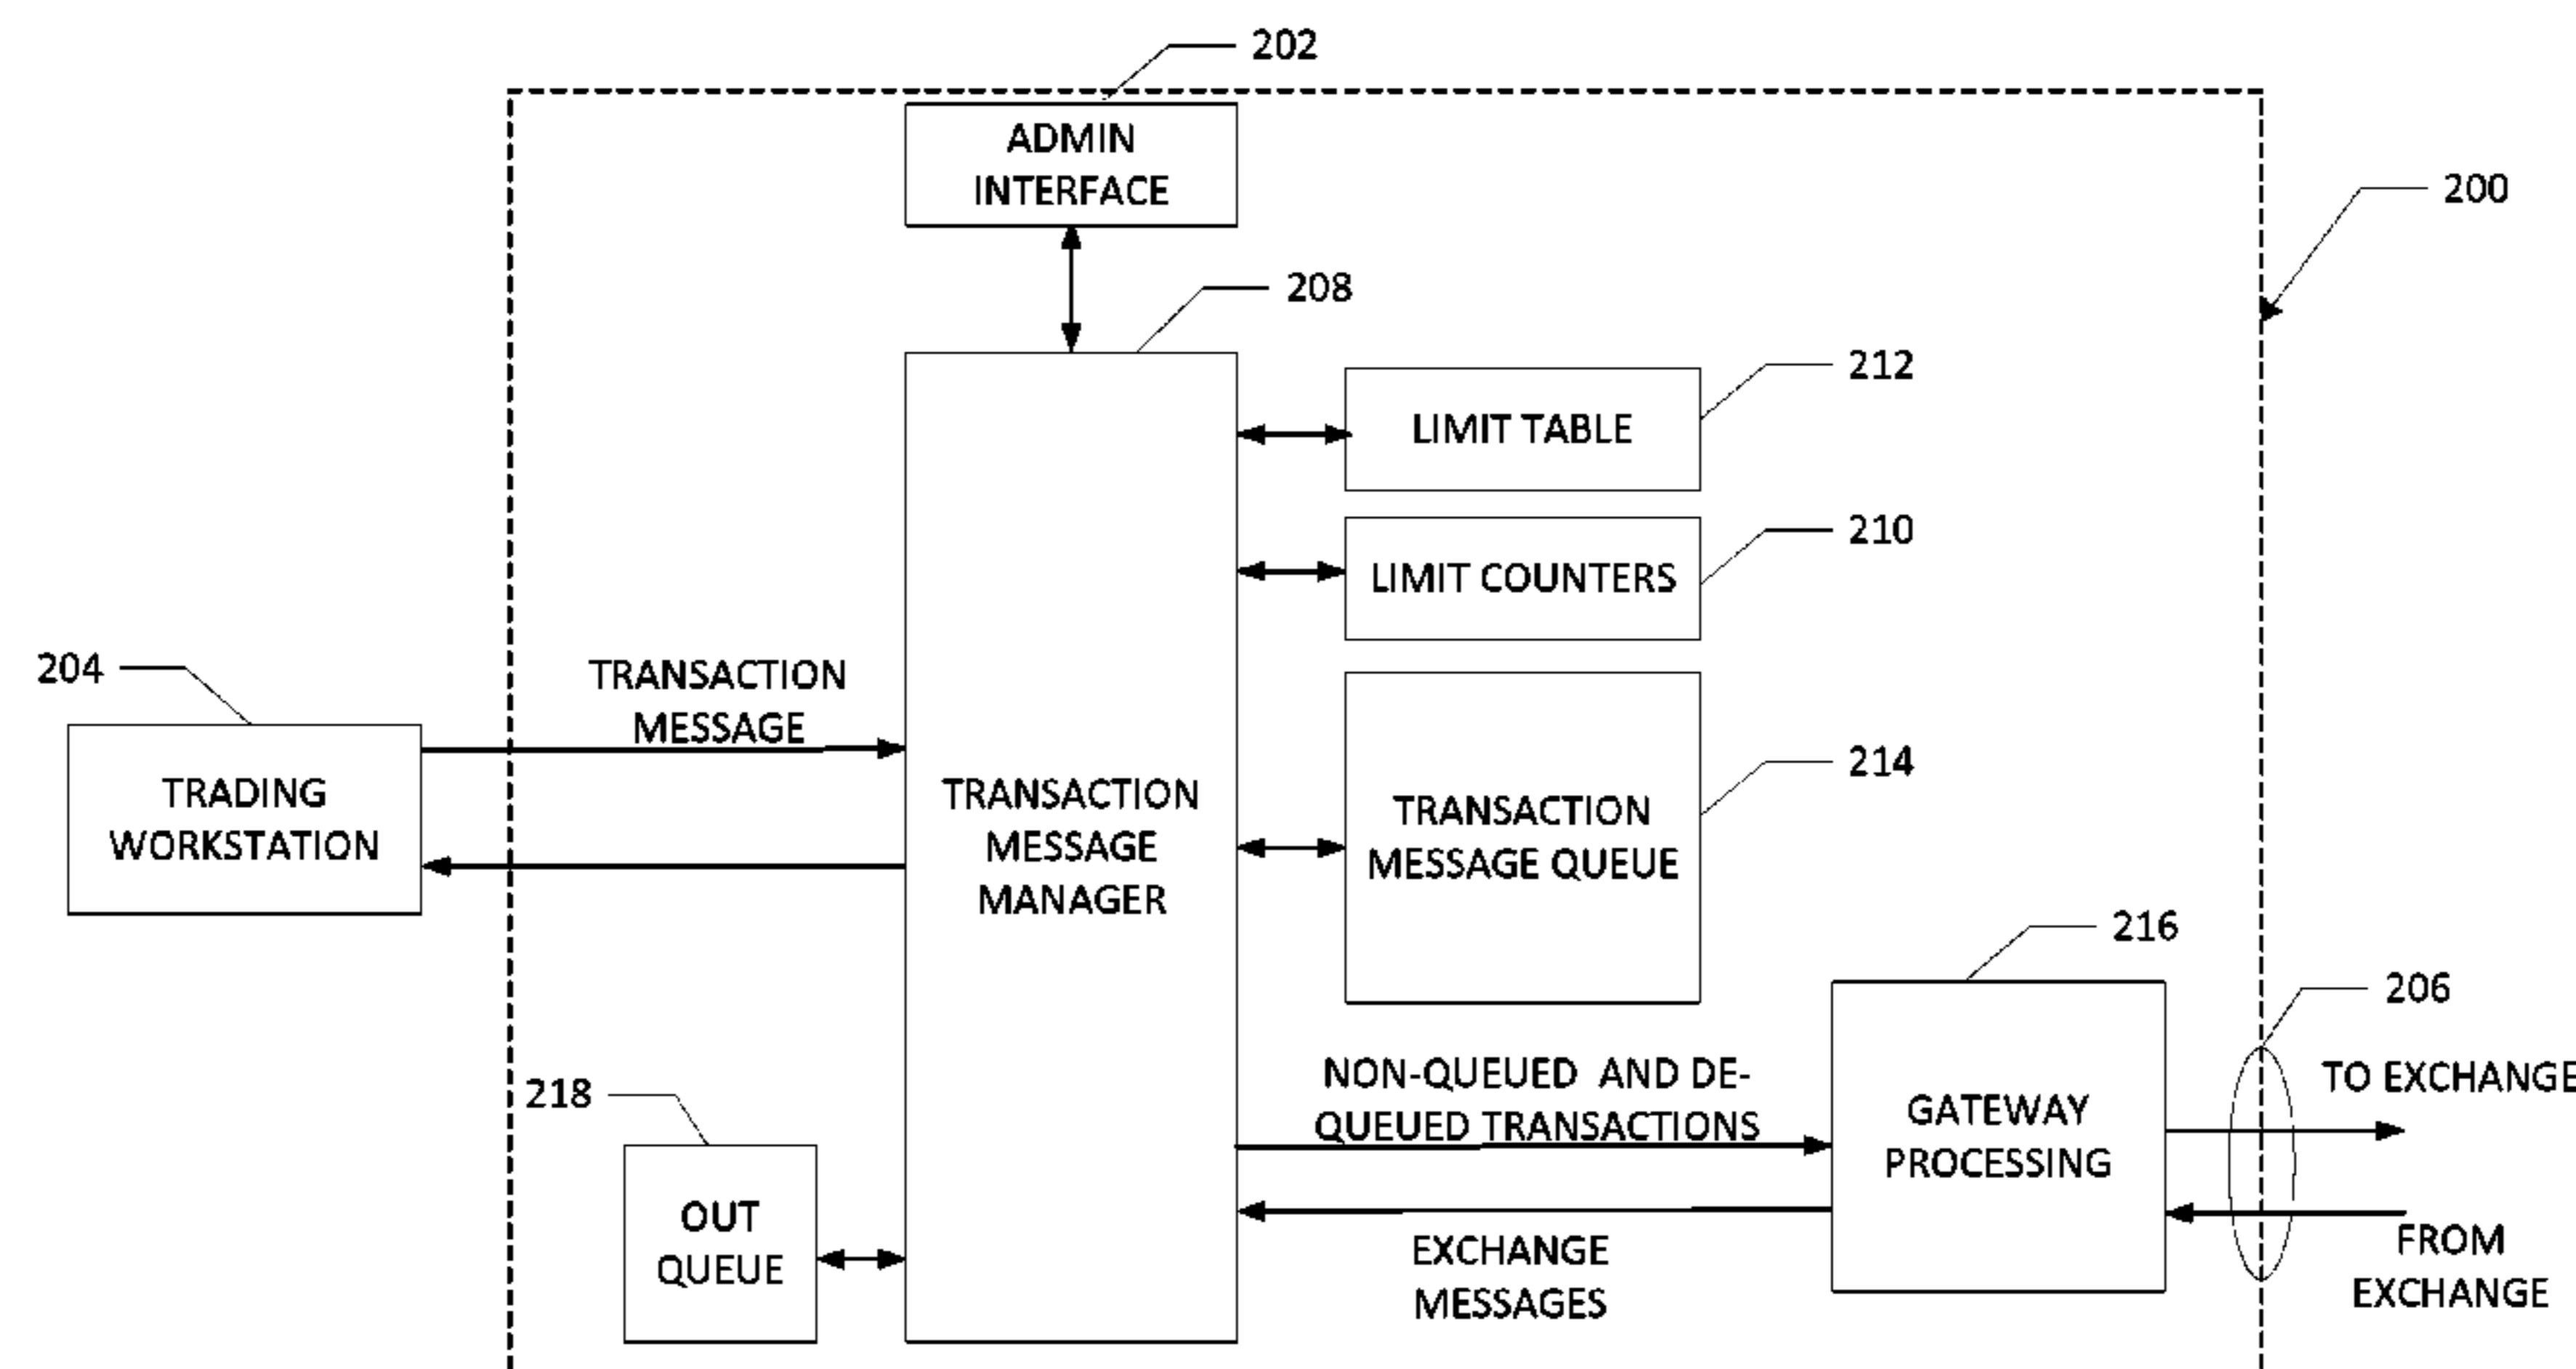 202
ADMIN
INTERFACE
200
208
212
LIMIT TABLE
210
LIMIT COUNTERS
204
TRANSACTION
MESSAGE
TRADING
WORKSTATION
TRANSACTION
MESSAGE
MANAGER
214
TRANSACTION
MESSAGE QUEUE
216
206
218
OUT
QUEUE
NON-QUEUED AND DE-
QUEUED TRANSACTIONS
GATEWAY
PROCESSING
TO EXCHANGE
EXCHANGE
MESSAGES
FROM
EXCHANGE